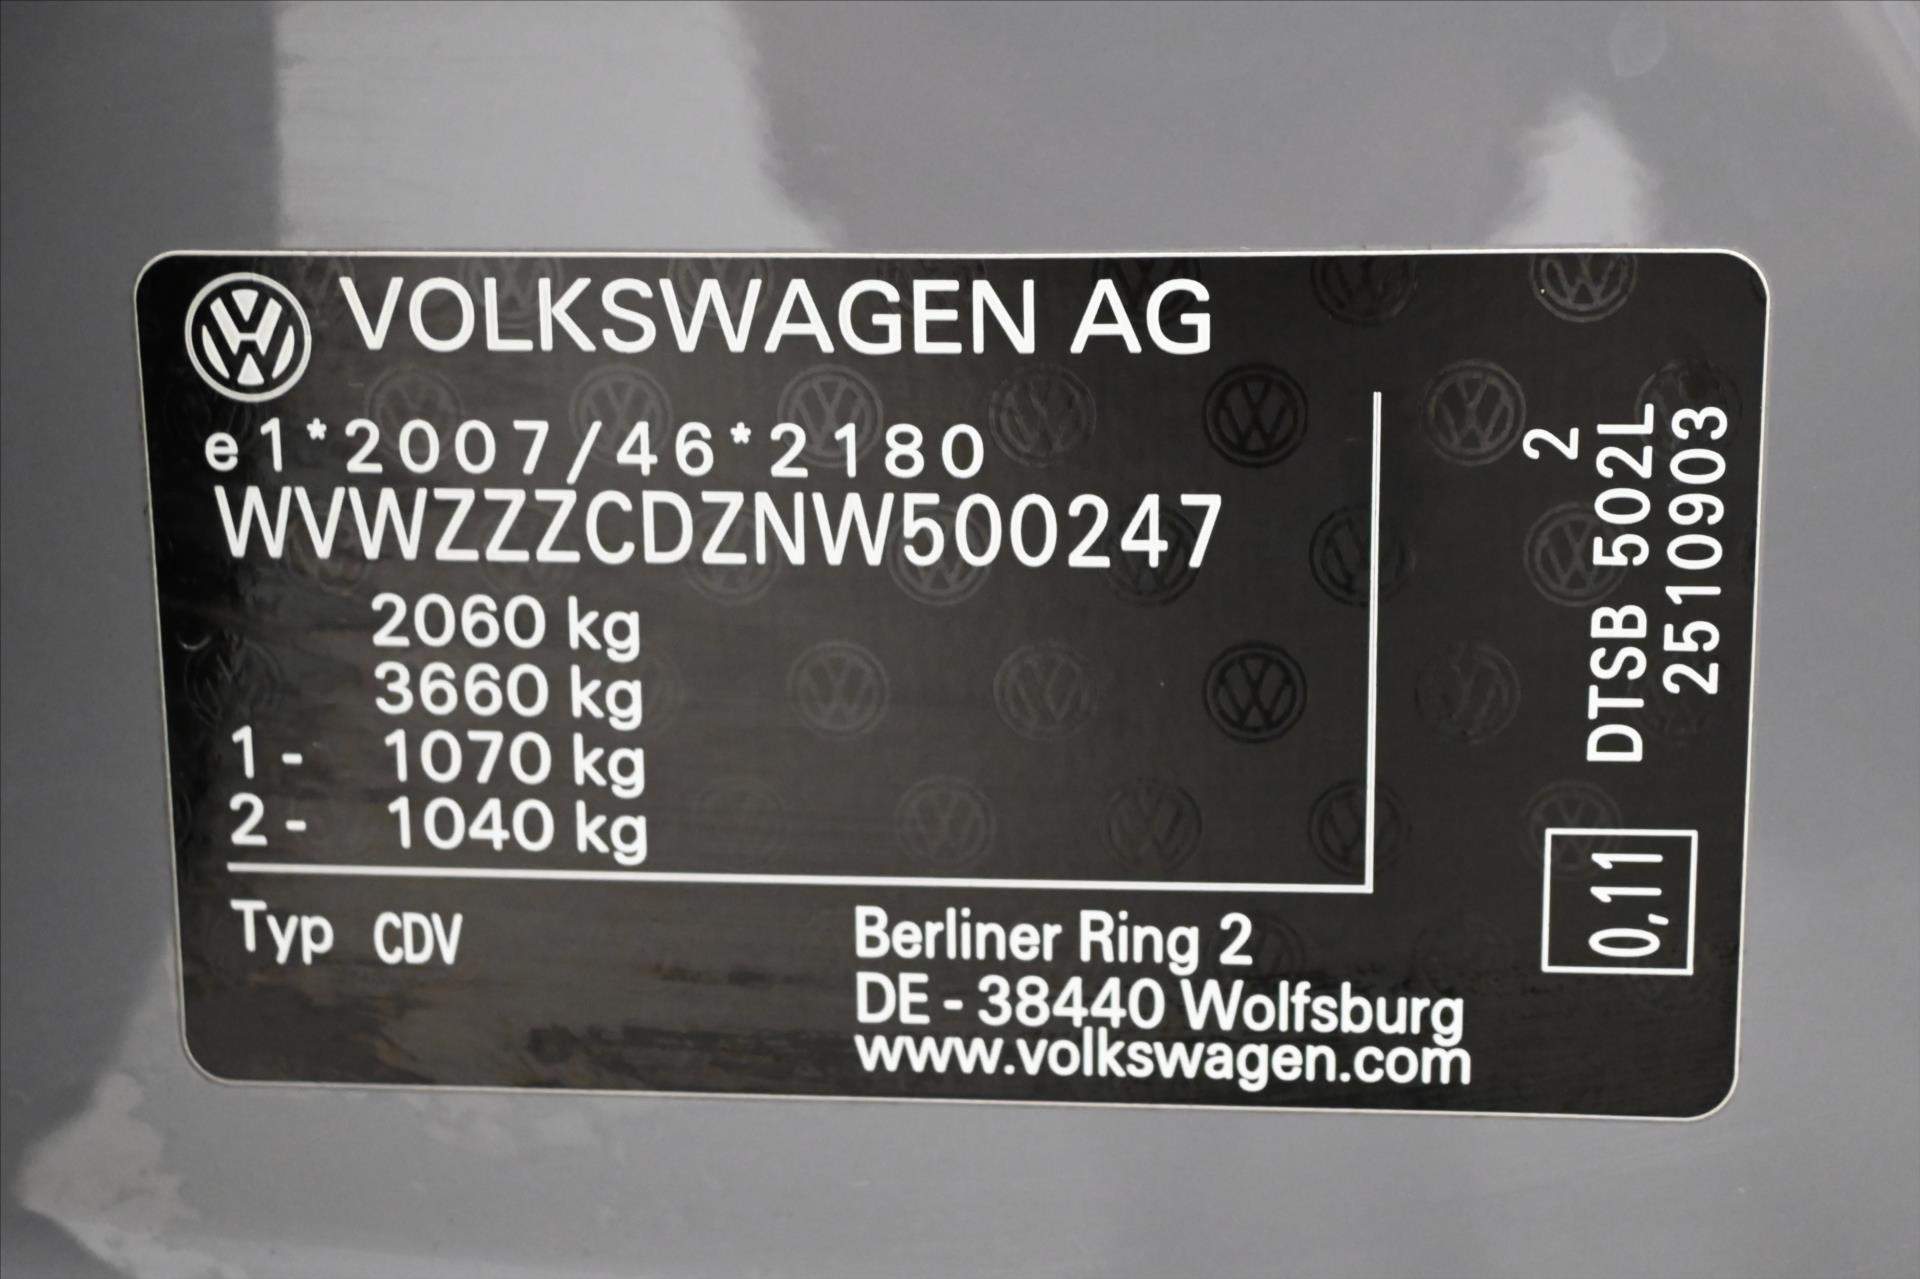 VOLKSWAGEN AG
e1*2007/46*2180
WVWZZZCDZNW500247
2060 kg
3660 kg
1 - 1070 kg
2 - 1040 kg
Typ CDV
Berliner Ring 2
DE - 38440 Wolfsburg
www.volkswagen.com
2
DTSB 502L
2510903
0,11